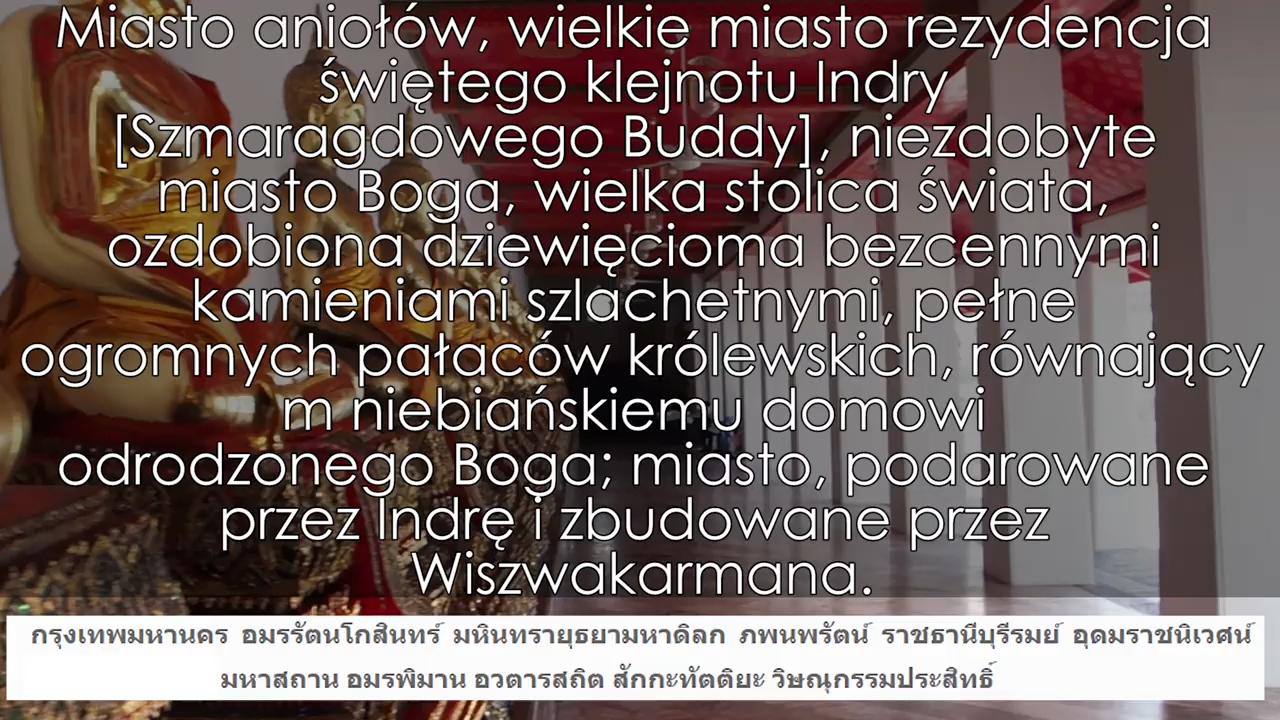 Miasto aniołów, wielkie miasto rezydencja
świętego klejnotu Indry
[Szmaragdowego Buddy], niezdobyte
miasto Boga, wielka stolica świata,
ozdobiona dziewięcioma bezcennymi
kamieniami szlachetnymi, pełne
ogromnych pałaców królewskich, równający
m niebiańskiemu domowi
odrodzonego Boga; miasto, podarowane
przez Indrę i zbudowane przez
Wiszwakarmana.
กรุงเทพมหานคร อมรรัตนโกสินทร์ มหินทรายุธยามหาดิลก ภพนพรัตน์ ราชธานีบุรีรมย์ อุดมราชนิเวศน์
มหาสถาน อมรพิมาน อวตารสถิต สักกะทัตติยะ วิษณุกรรมประสิทธิ์